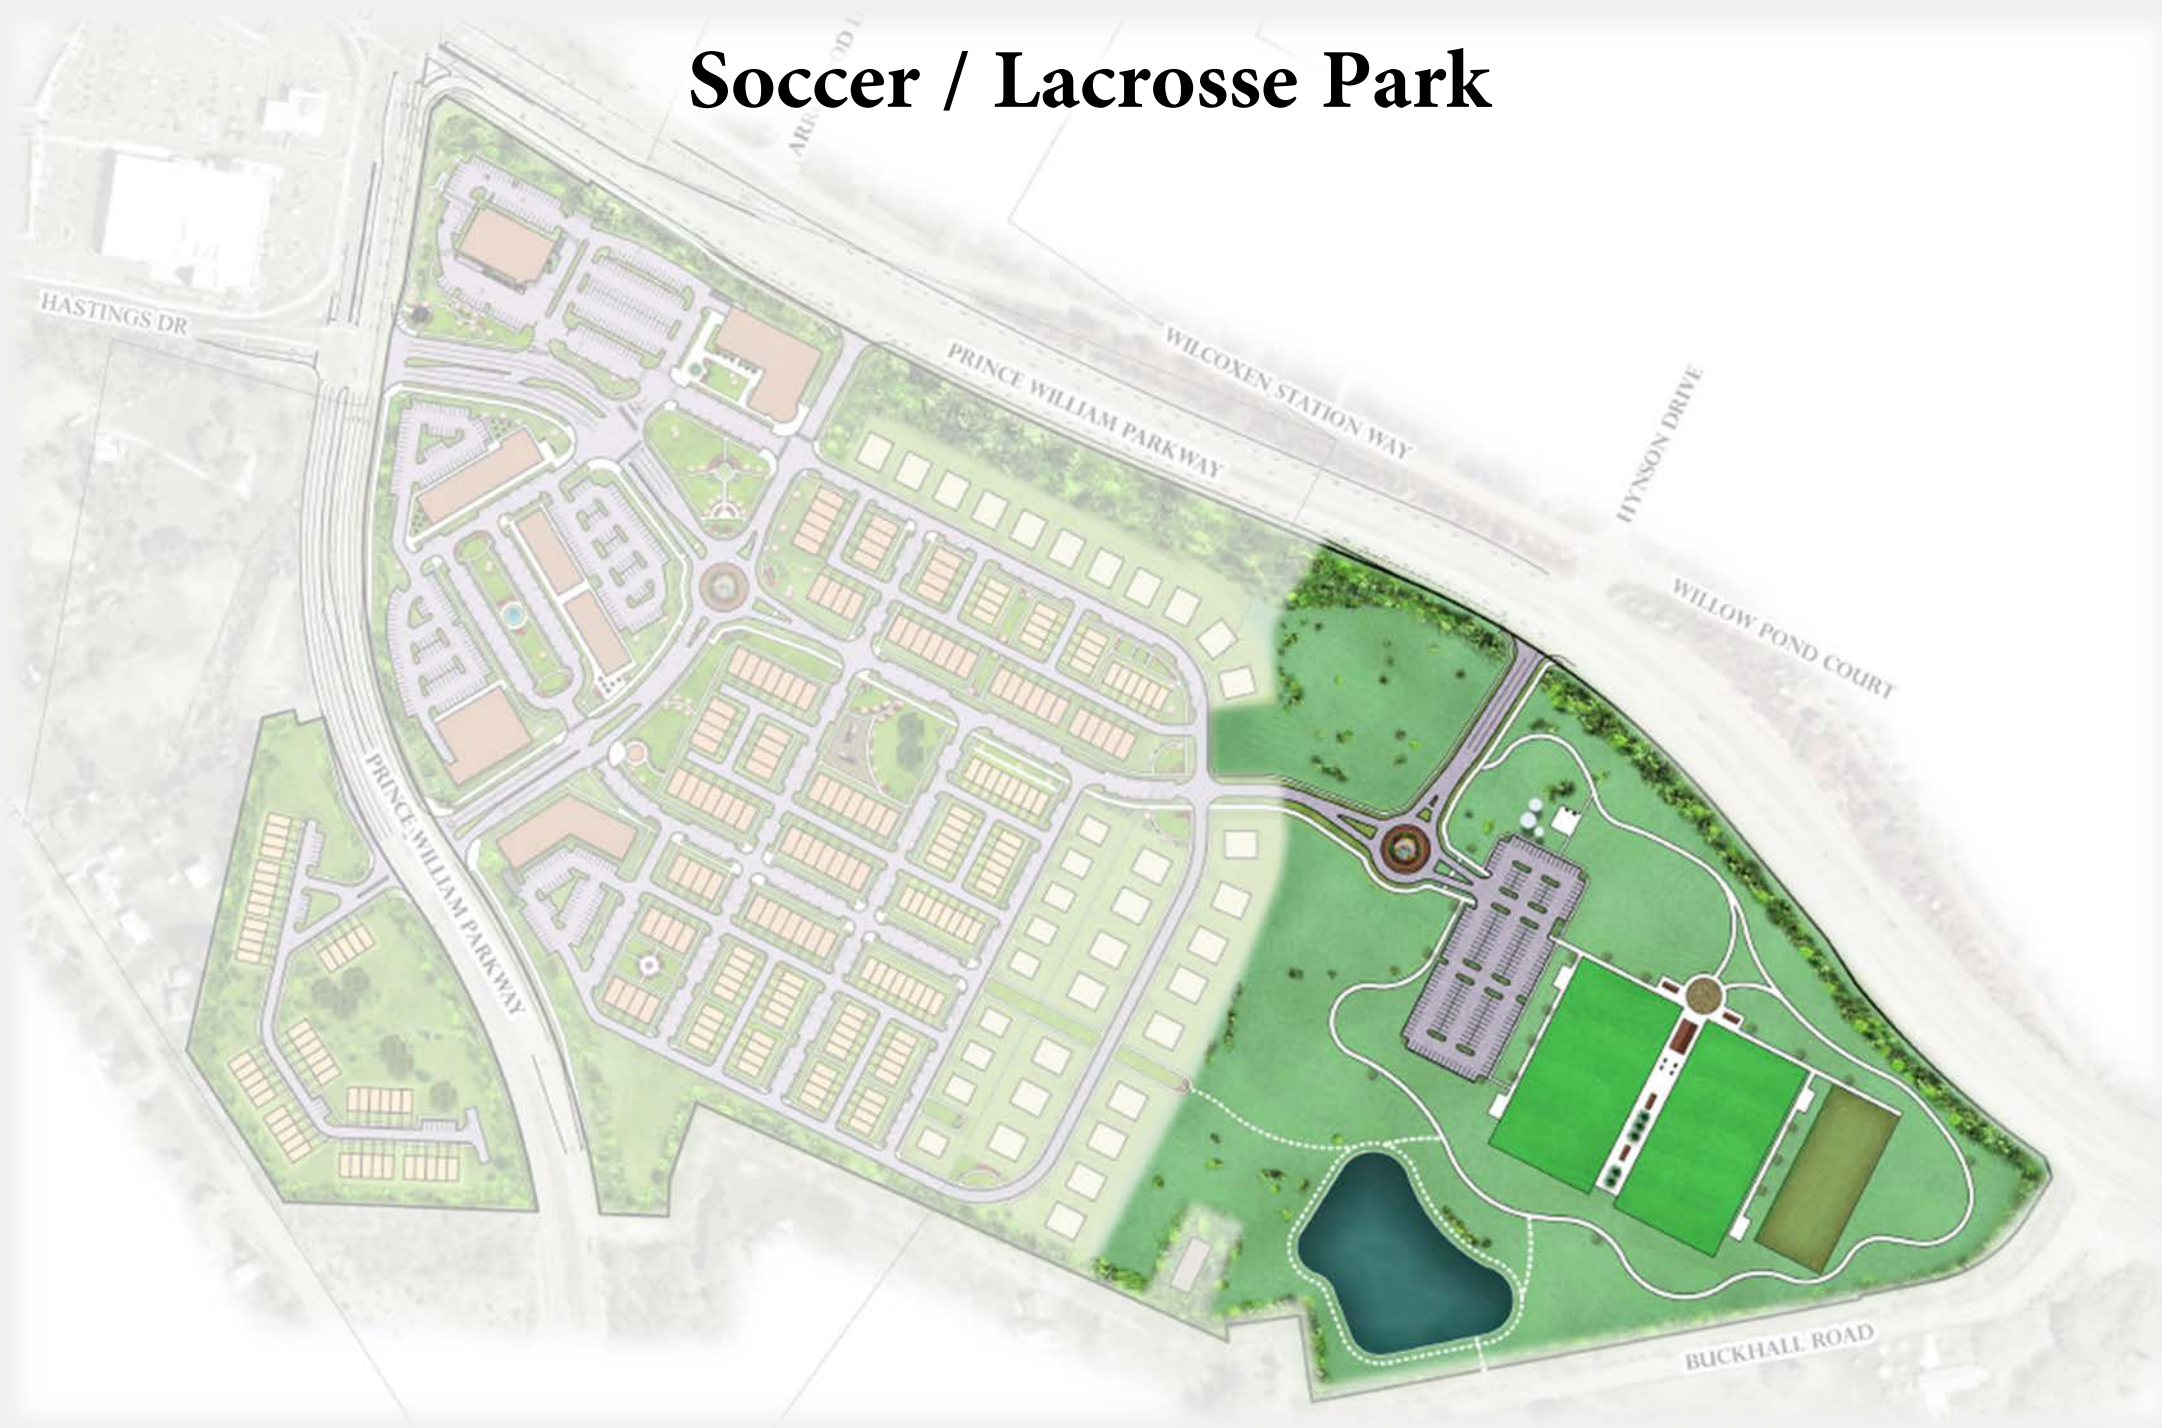 Soccer / Lacrosse Park
HASTINGS DR
PRINCE WILLIAM PARKWAY
WILCOXEN STATION WAY
HYNSON DRIVE
WILLOW POND COURT
PRINCE WILLIAM PARKWAY
BUCKHALL ROAD